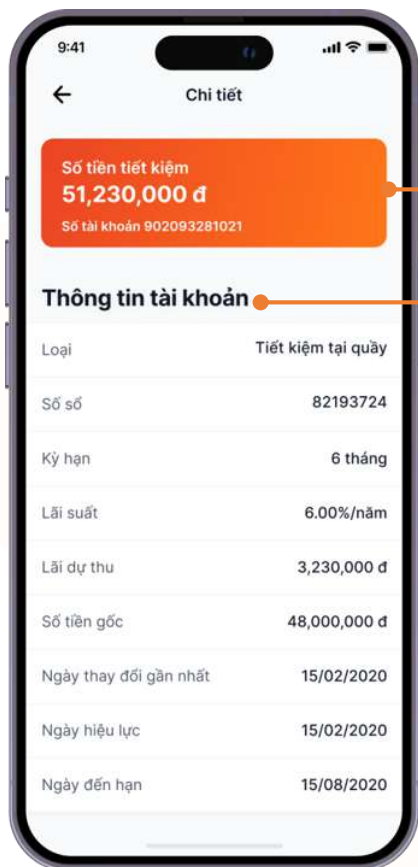 9:41
Chi tiết
Số tiền tiết kiệm
51,230,000 đ
Số tài khoản 902093281021
Thông tin tài khoản
Loại Tiết kiệm tại quầy
Số sổ 82193724
Kỳ hạn 6 tháng
Lãi suất 6.00%/năm
Lãi dự thu 3,230,000 đ
Số tiền gốc 48,000,000 đ
Ngày thay đổi gần nhất 15/02/2020
Ngày hiệu lực 15/02/2020
Ngày đến hạn 15/08/2020